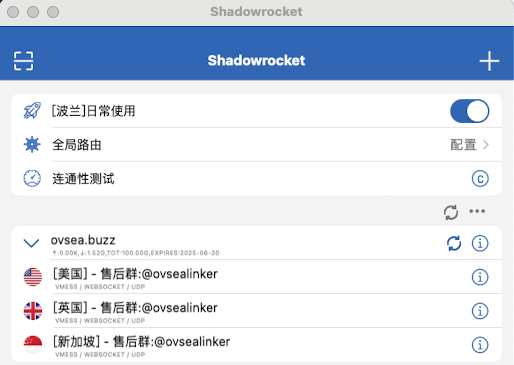 Shadowrocket
Shadowrocket
[波兰]日常使用
全局路由
配置
连通性测试
C
ovsea.buzz
↑:0.00K,↓:1.52G,TOT:100.00G,EXPIRES:2025-06-20
[美国] - 售后群:@ovsealinker
VMESS / WEBSOCKET / UDP
[英国] - 售后群:@ovsealinker
VMESS / WEBSOCKET / UDP
[新加坡] - 售后群:@ovsealinker
VMESS / WEBSOCKET / UDP